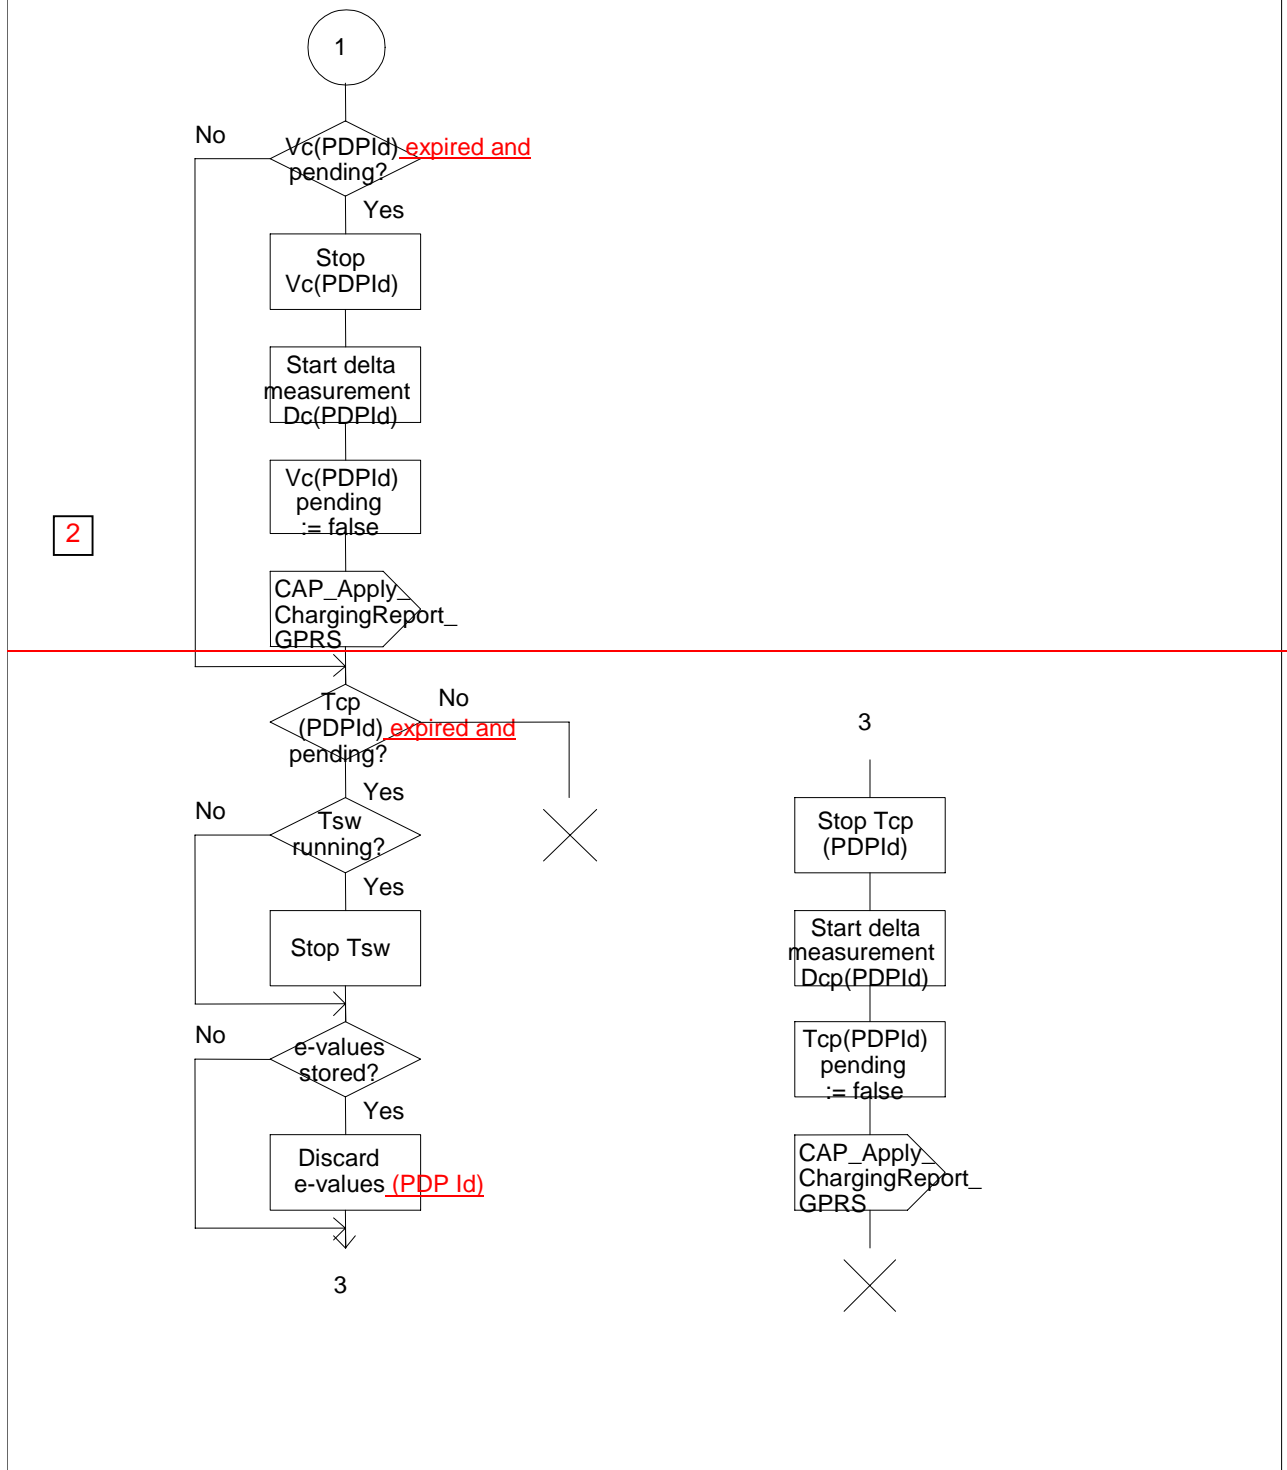 1
No
Vc(PDPId) expired and
pending?
Yes
Stop
Vc(PDPId)
Start delta
measurement
Dc(PDPId)
Vc(PDPId)
pending
:= false
2
CAP_Apply_
ChargingReport_
GPRS
Tcp
(PDPId) expired and
pending?
No
Yes
No
Tsw
running?
Yes
Stop Tsw
No
e-values
stored?
Yes
Discard
e-values (PDP Id)
3
3
Stop Tcp
(PDPId)
Start delta
measurement
Dcp(PDPId)
Tcp(PDPId)
pending
:= false
CAP_Apply_
ChargingReport_
GPRS